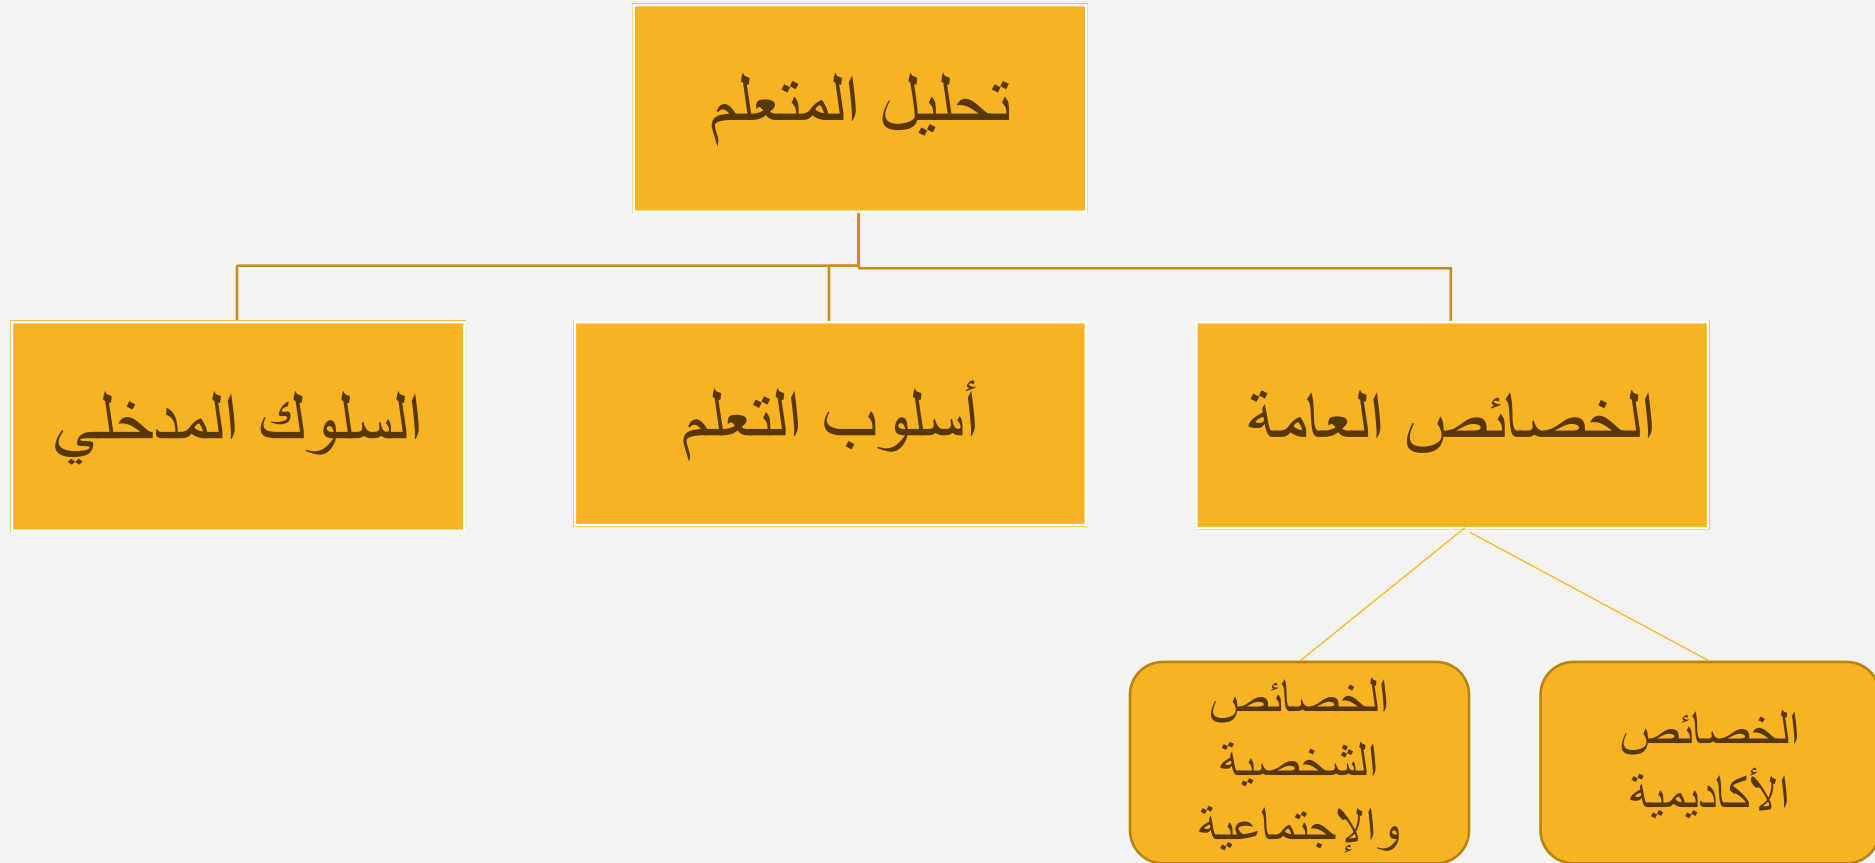 تحليل المتعلم
الخصائص العامة
أسلوب التعلم
السلوك المدخلي
الخصائص
الأكاديمية
الخصائص
الشخصية
والإجتماعية